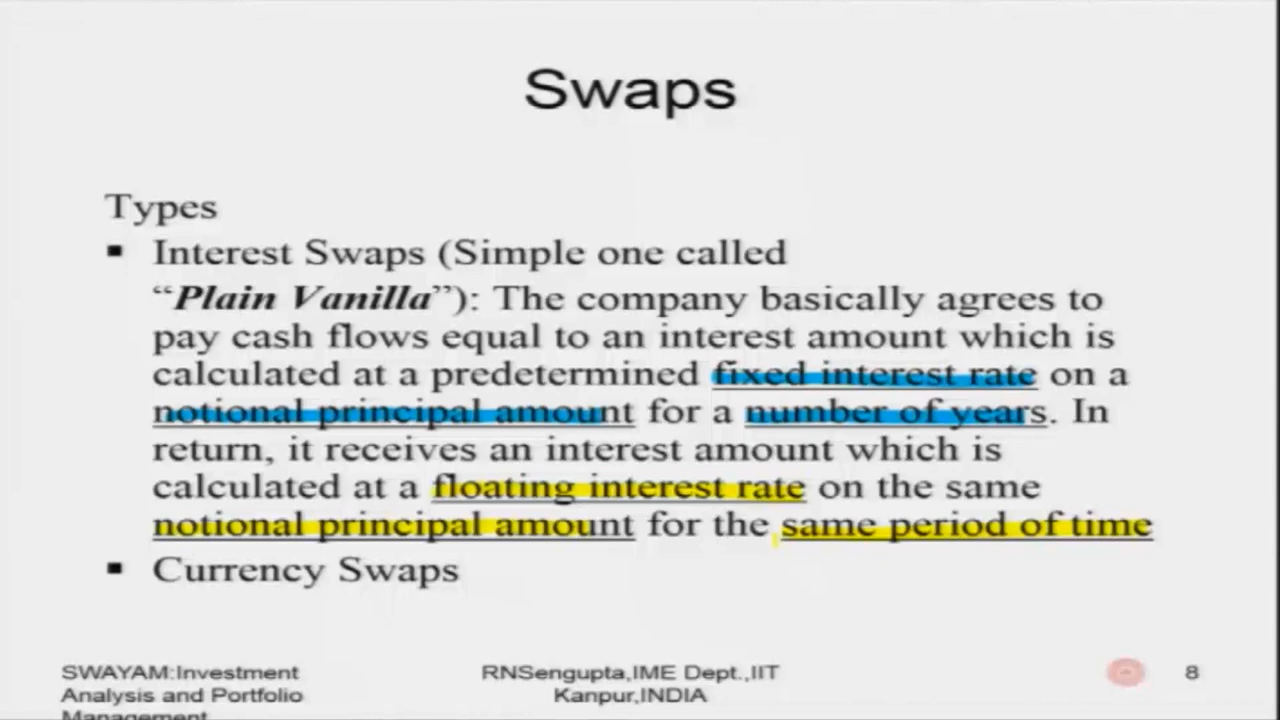 Swaps
Types
▪ Interest Swaps (Simple one called
“Plain Vanilla”): The company basically agrees to
pay cash flows equal to an interest amount which is
calculated at a predetermined fixed interest rate on a
notional principal amount for a number of years. In
return, it receives an interest amount which is
calculated at a floating interest rate on the same
notional principal amount for the same period of time
▪ Currency Swaps
SWAYAM:Investment
Analysis and Portfolio
Management
RNSengupta,IME Dept.,IIT
Kanpur,INDIA
8